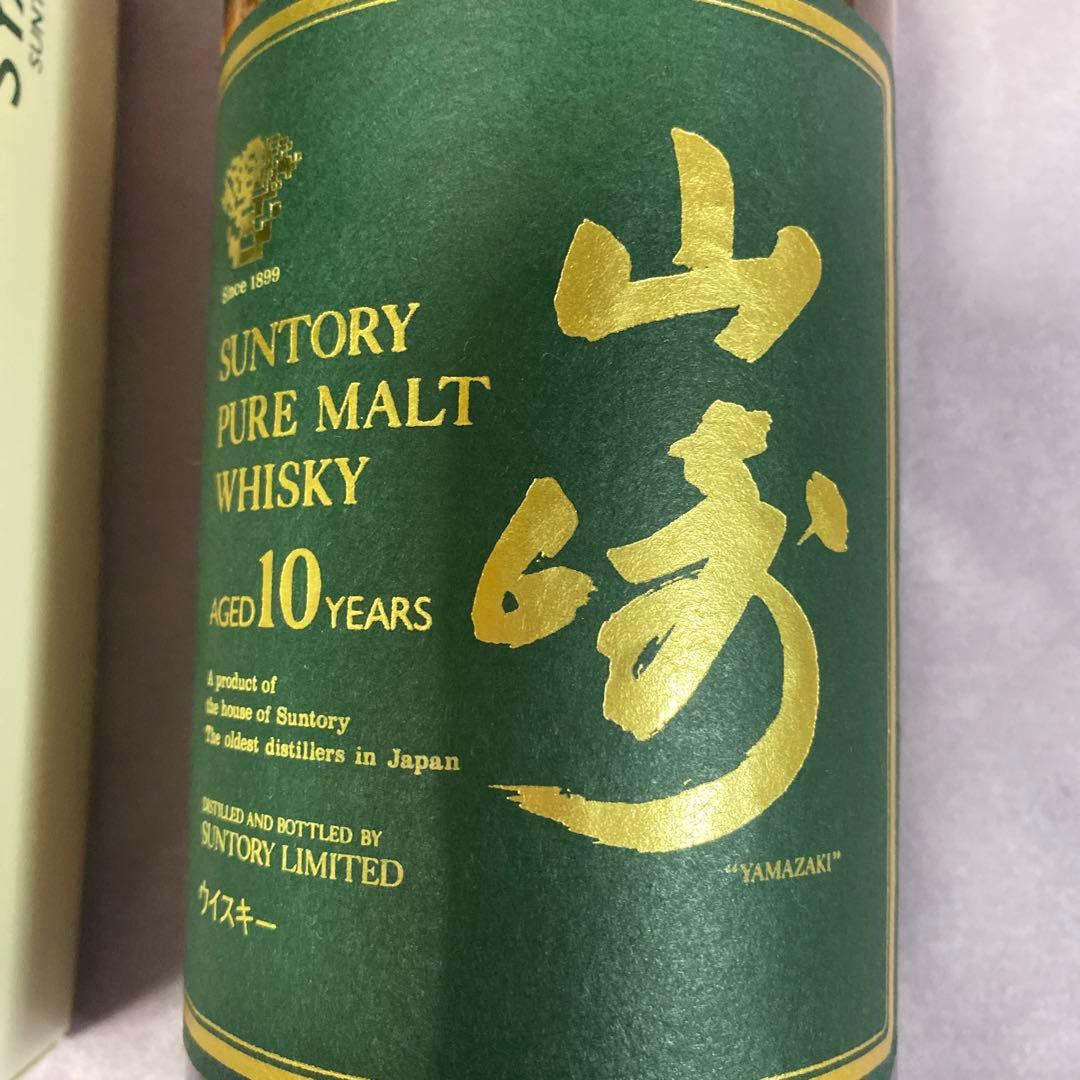 Since 1899
SUNTORY
PURE MALT
WHISKY
AGED 10 YEARS
A product of
the house of Suntory
The oldest distillers in Japan
DISTILLED AND BOTTLED BY
SUNTORY LIMITED
ウイスキー
山崎
“YAMAZAKI”